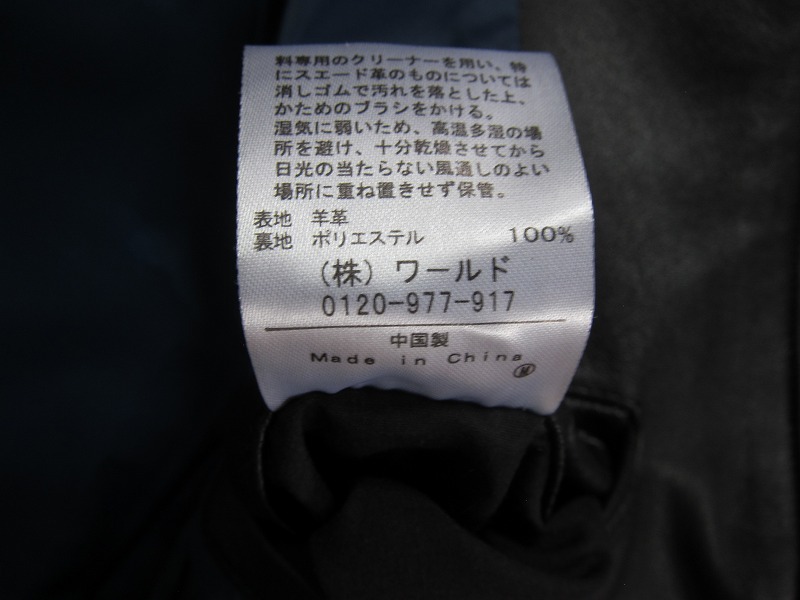 料専用のクリーナーを用い、特
にスエード革のものについては
消しゴムで汚れを落とした上、
かためのブラシをかける。
湿気に弱いため、高温多湿の場
所を避け、十分乾燥させてから
日光の当たらない風通しのよい
場所に重ね置きせず保管。
表地 羊革
裏地 ポリエステル 100%
(株) ワールド
0120-977-917
中国製
Made in China
M